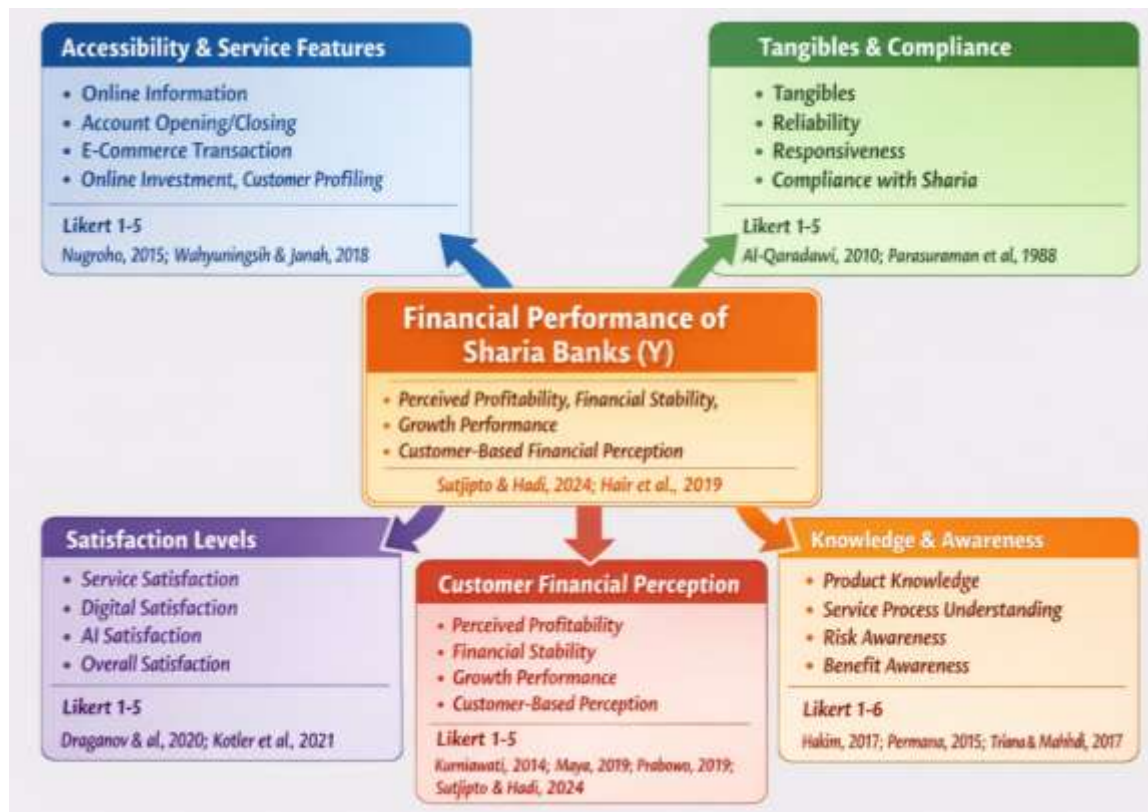 Accessibility & Service Features
• Online Information
• Account Opening/Closing
• E-Commerce Transaction
• Online Investment, Customer Profiling
Likert 1-5
Nugroho, 2015; Wahyuningsih & Janah, 2018
Tangibles & Compliance
• Tangibles
• Reliability
• Responsiveness
• Compliance with Sharia
Likert 1-5
Al-Qaradawi, 2010; Parasuraman et al, 1988
Financial Performance of
Sharia Banks (Y)
• Perceived Profitability, Financial Stability,
• Growth Performance
• Customer-Based Financial Perception
Sutjipto & Hadi, 2024; Hair et al., 2019
Satisfaction Levels
• Service Satisfaction
• Digital Satisfaction
• AI Satisfaction
• Overall Satisfaction
Likert 1-5
Draganov & al, 2020; Kotler et al., 2021
Customer Financial Perception
• Perceived Profitability
• Financial Stability
• Growth Performance
• Customer-Based Perception
Likert 1-5
Kurniawati, 2014; Maya, 2019; Prabowo, 2019;
Sutjipto & Hadi, 2024
Knowledge & Awareness
• Product Knowledge
• Service Process Understanding
• Risk Awareness
• Benefit Awareness
Likert 1-6
Hakim, 2017; Permana, 2015; Triana & Mahhdi, 2017